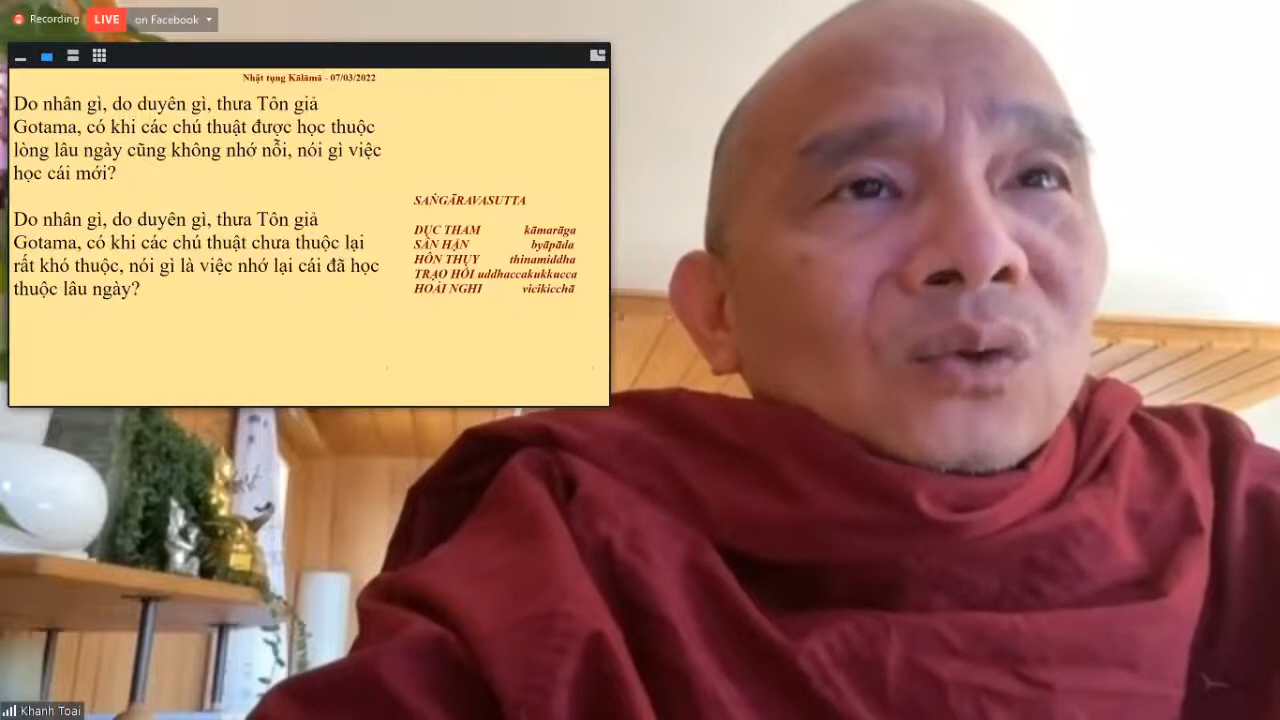 Recording LIVE on Facebook
Nhật tụng Kālāmā - 07/03/2022
Do nhân gì, do duyên gì, thưa Tôn giả
Gotama, có khi các chú thuật được học thuộc
lòng lâu ngày cũng không nhớ nỗi, nói gì việc
học cái mới?
Do nhân gì, do duyên gì, thưa Tôn giả
Gotama, có khi các chú thuật chưa thuộc lại
rất khó thuộc, nói gì là việc nhớ lại cái đã học
thuộc lâu ngày?
SAṄGĀRAVASUTTA
DỤC THAM kāmarāga
SÂN HẬN byāpāda
HÔN THỤY thinamiddha
TRẠO HỐI uddhaccakukkucca
HOÀI NGHI vicikicchā
Khanh Toai